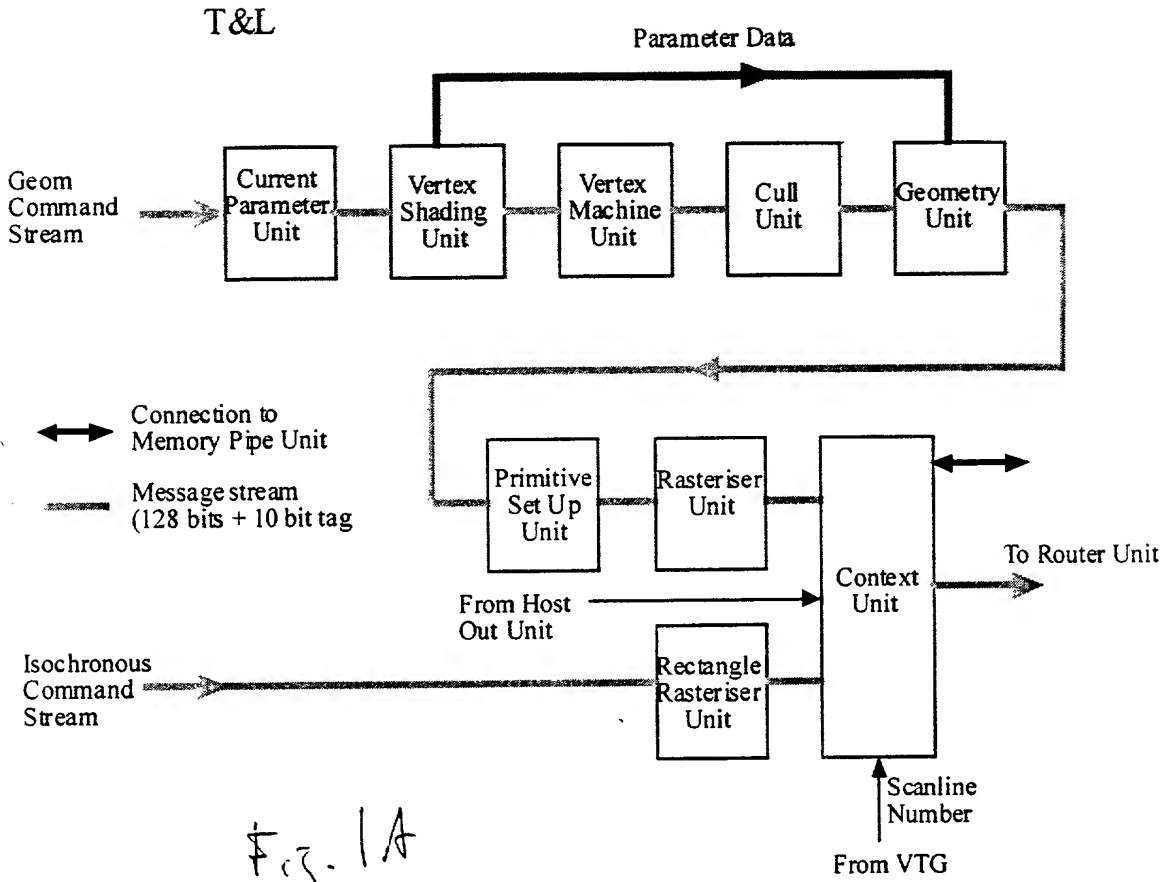 T&L
Parameter Data
Geom
Command
Stream
Current
Parameter
Unit
Vertex
Shading
Unit
Vertex
Machine
Unit
Cull
Unit
Geometry
Unit
Connection to
Memory Pipe Unit
Message stream
(128 bits + 10 bit tag
Primitive
Set Up
Unit
Rasteriser
Unit
Context
Unit
To Router Unit
From Host
Out Unit
Isochronous
Command
Stream
Rectangle
Rasteriser
Unit
Scanline
Number
From VTG
Fig. 1A